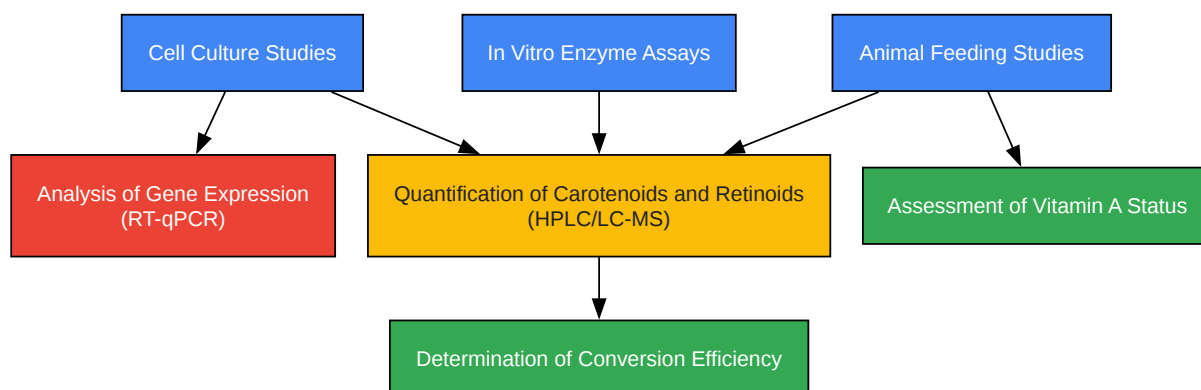 Cell Culture Studies
In Vitro Enzyme Assays
Animal Feeding Studies
Analysis of Gene Expression
(RT-qPCR)
Quantification of Carotenoids and Retinoids
(HPLC/LC-MS)
Assessment of Vitamin A Status
Determination of Conversion Efficiency